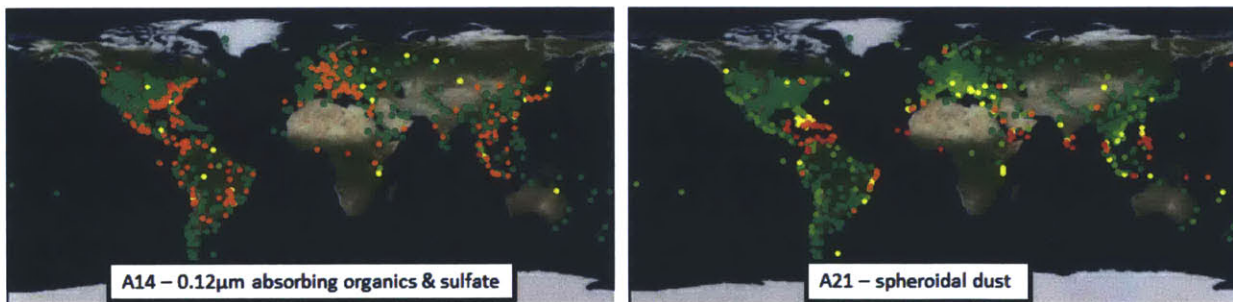 A14 – 0.12µm absorbing organics & sulfate
A21 – spheroidal dust